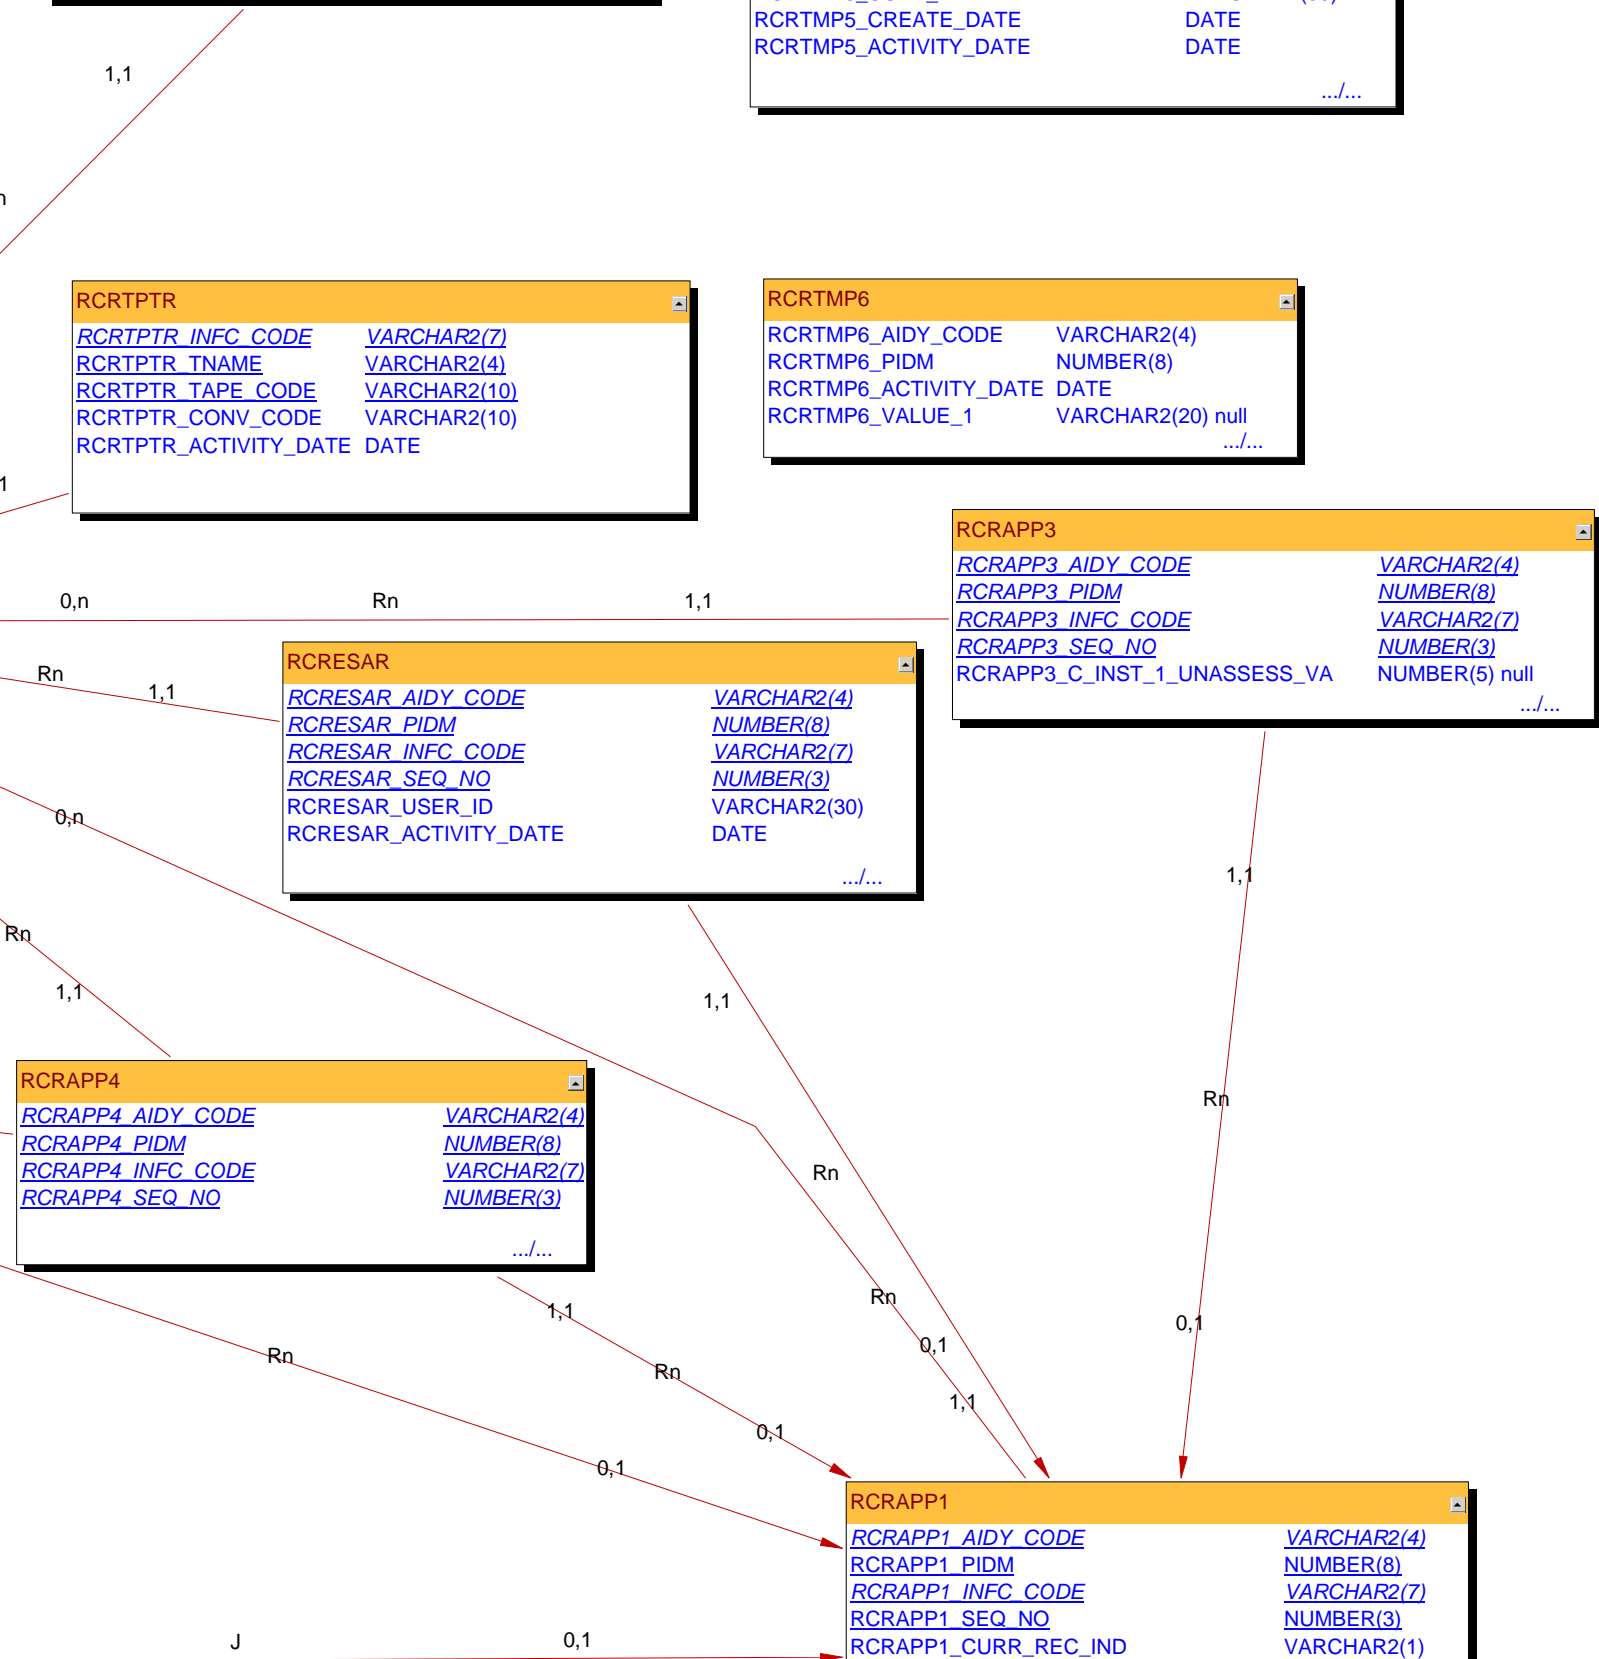 RCRTMP5_CREATE_DATE DATE
RCRTMP5_ACTIVITY_DATE DATE
.../...
1,1
RCRTPTR
RCRTPTR_INFC_CODE VARCHAR2(7)
RCRTPTR_TNAME VARCHAR2(4)
RCRTPTR_TAPE_CODE VARCHAR2(10)
RCRTPTR_CONV_CODE VARCHAR2(10)
RCRTPTR_ACTIVITY_DATE DATE
RCRTMP6
RCRTMP6_AIDY_CODE VARCHAR2(4)
RCRTMP6_PIDM NUMBER(8)
RCRTMP6_ACTIVITY_DATE DATE
RCRTMP6_VALUE_1 VARCHAR2(20) null
.../...
RCRAPP3
RCRAPP3_AIDY_CODE VARCHAR2(4)
RCRAPP3_PIDM NUMBER(8)
RCRAPP3_INFC_CODE VARCHAR2(7)
RCRAPP3_SEQ_NO NUMBER(3)
RCRAPP3_C_INST_1_UNASSESS_VA NUMBER(5) null
.../...
0,n Rn 1,1
Rn 1,1
RCRESAR
RCRESAR_AIDY_CODE VARCHAR2(4)
RCRESAR_PIDM NUMBER(8)
RCRESAR_INFC_CODE VARCHAR2(7)
RCRESAR_SEQ_NO NUMBER(3)
RCRESAR_USER_ID VARCHAR2(30)
RCRESAR_ACTIVITY_DATE DATE
.../...
0,n
1,1
Rn
1,1
1,1
RCRAPP4
RCRAPP4_AIDY_CODE VARCHAR2(4)
RCRAPP4_PIDM NUMBER(8)
RCRAPP4_INFC_CODE VARCHAR2(7)
RCRAPP4_SEQ_NO NUMBER(3)
.../...
Rn
Rn
Rn
1,1
0,1
0,1
Rn
Rn
1,1
0,1
0,1
RCRAPP1
RCRAPP1_AIDY_CODE VARCHAR2(4)
RCRAPP1_PIDM NUMBER(8)
RCRAPP1_INFC_CODE VARCHAR2(7)
RCRAPP1_SEQ_NO NUMBER(3)
RCRAPP1_CURR_REC_IND VARCHAR2(1)
J 0,1